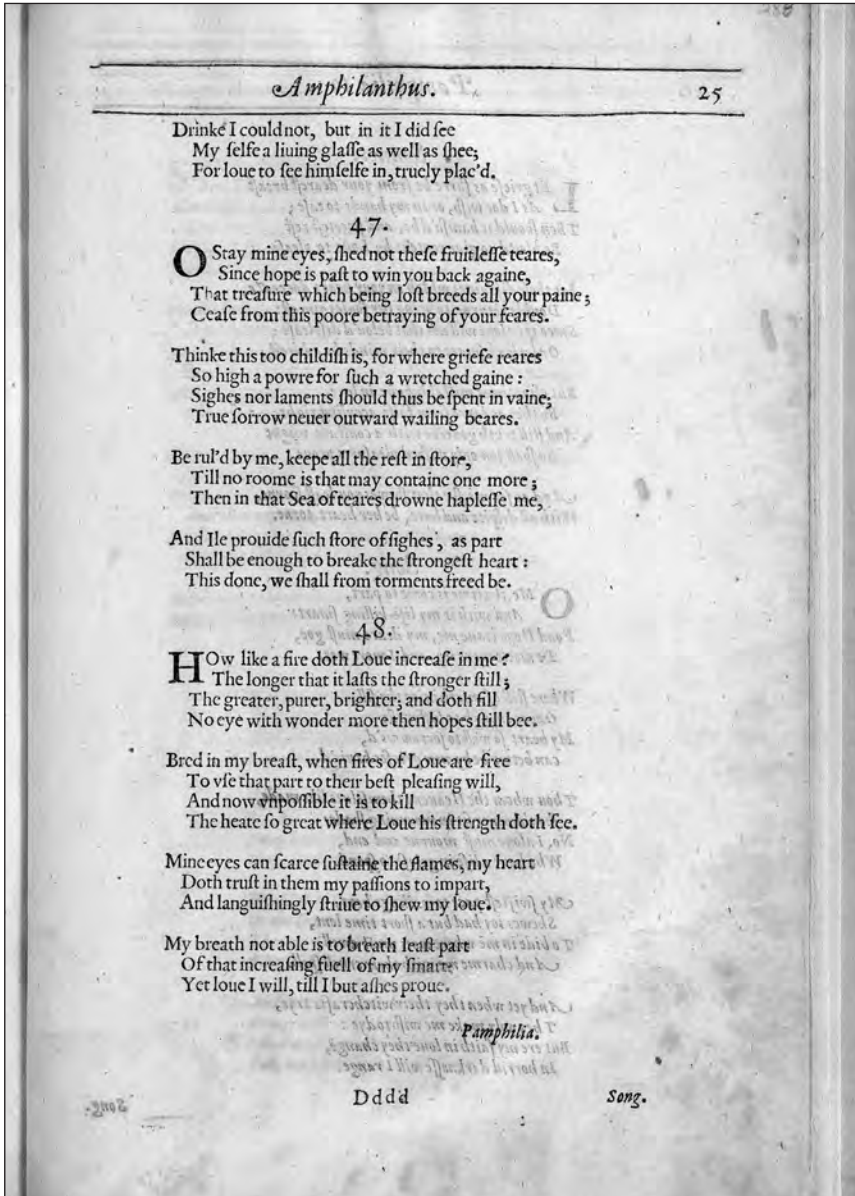 Amphilanthus. 25
Drinke I could not, but in it I did ſee
My ſelfe a liuing glaſſe as well as ſhee;
For loue to ſee himſelfe in, truely plac'd.
47.
O Stay mine eyes, ſhed not theſe fruitleſſe teares,
Since hope is paſt to win you back againe,
That treaſure which being loſt breeds all your paine;
Ceaſe from this poore betraying of your feares.
Thinke this too childiſh is, for where griefe reares
So high a powre for ſuch a wretched gaine:
Sighes nor laments ſhould thus be ſpent in vaine;
True ſorrow neuer outward wailing beares.
Be rul'd by me, keepe all the reſt in ſtore,
Till no roome is that may containe one more;
Then in that Sea of teares drowne hapleſſe me,
And Ile prouide ſuch ſtore of ſighes, as part
Shall be enough to breake the ſtrongeſt heart:
This done, we ſhall from torments freed be.
48.
HOw like a fire doth Loue increaſe in me?
The longer that it laſts the ſtronger ſtill;
The greater, purer, brighter; and doth fill
No eye with wonder more then hopes ſtill bee.
Bred in my breaſt, when fires of Loue are free
To vſe that part to their beſt pleaſing will,
And now vnpoſſible it is to kill
The heate ſo great where Loue his ſtrength doth ſee.
Mine eyes can ſcarce ſuſtaine the flames, my heart
Doth truſt in them my paſſions to impart,
And languiſhingly ſtriue to ſhew my loue.
My breath not able is to breath leaſt part
Of that increaſing fuell of my ſmart;
Yet loue I will, till I but aſhes proue.
Pamphilia.
Dddd Song.